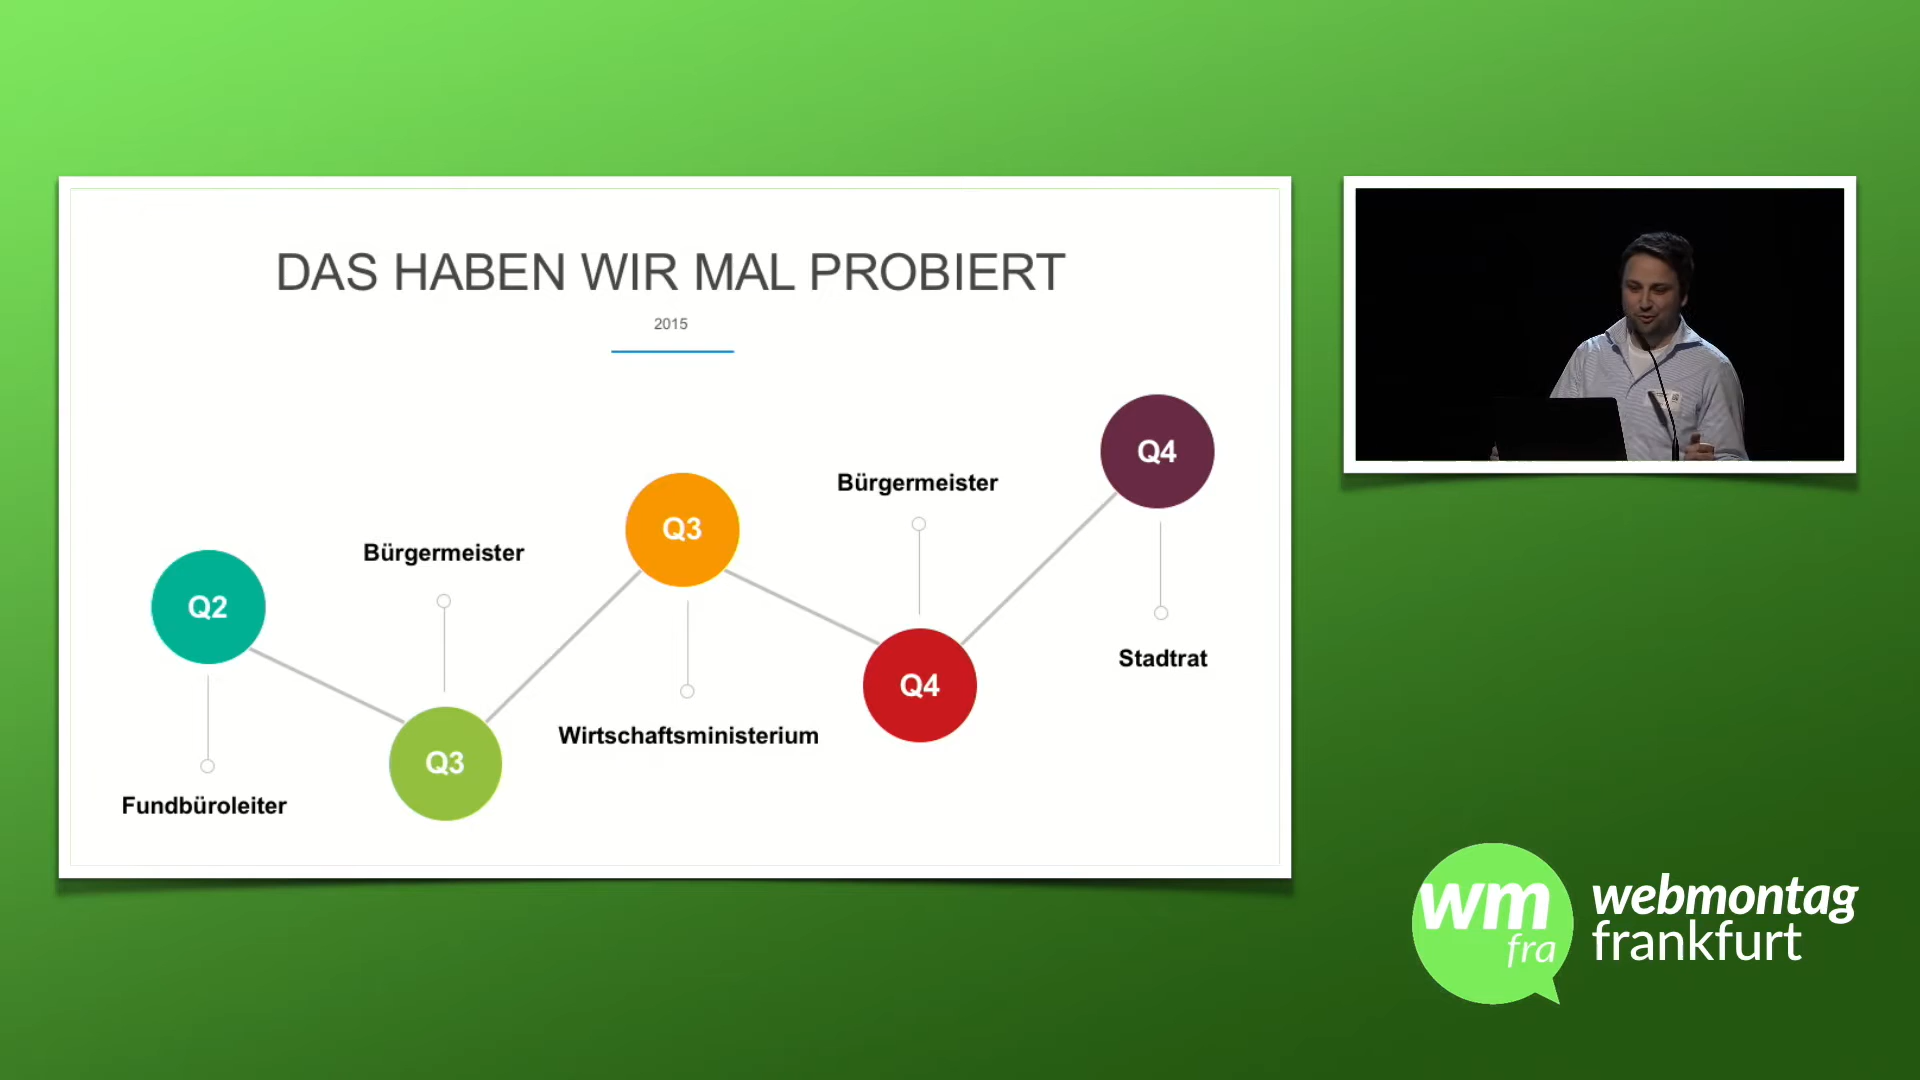 DAS HABEN WIR MAL PROBIERT
2015
Q4
Bürgermeister
Q3
Bürgermeister
Q2
Stadtrat
Q4
Wirtschaftsministerium
Q3
Fundbüroleiter
wm
fra
webmontag
frankfurt